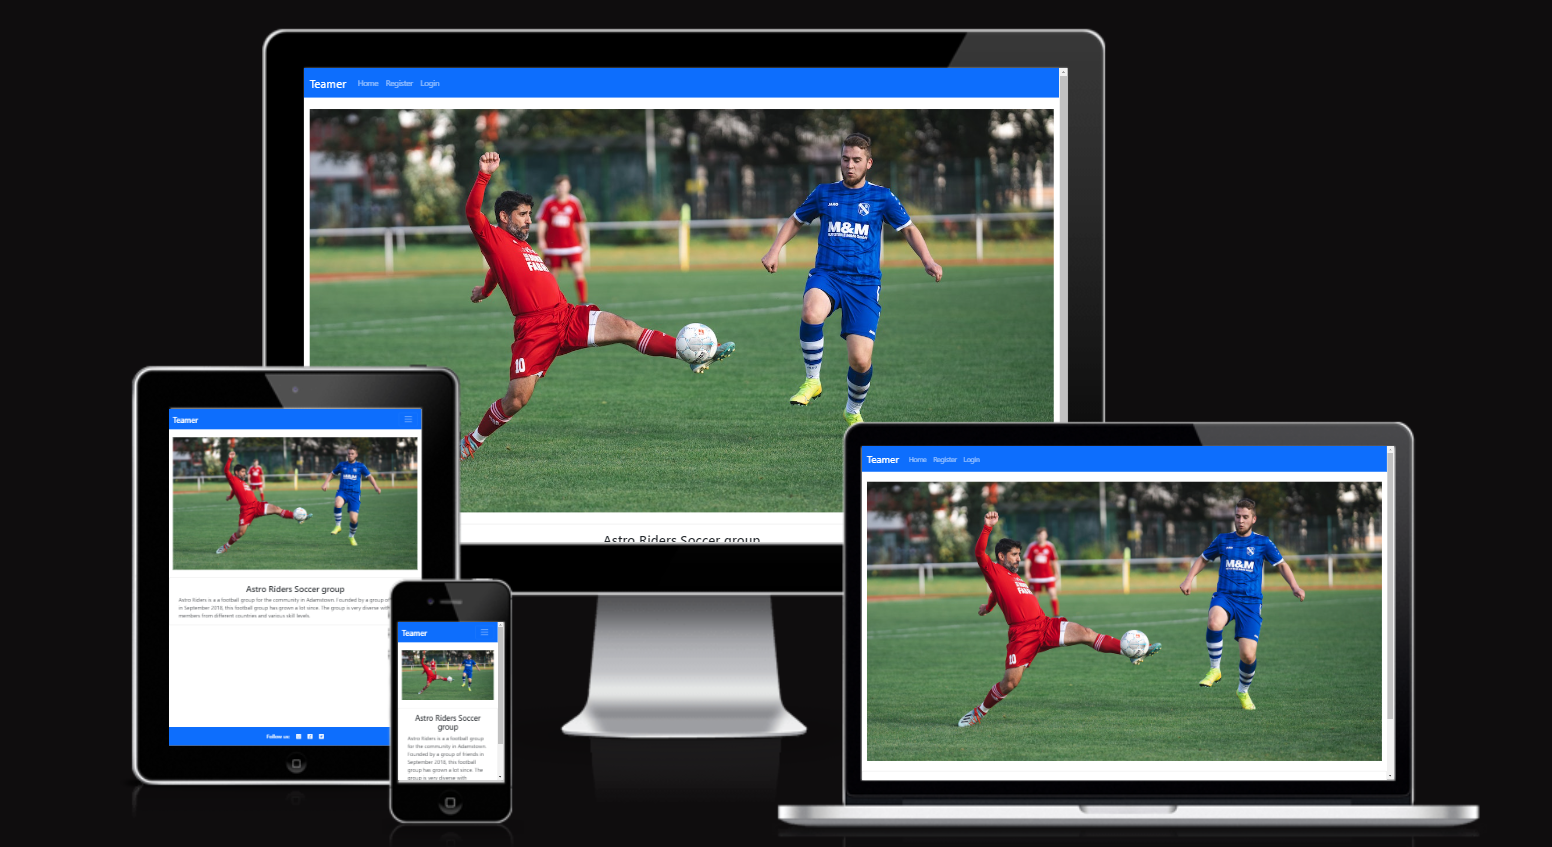 Teamer Home Register Login
JAKO
M&M
10
Astro Riders Soccer group
Teamer
M&M
Astro Riders Soccer group
Astro Riders is a a football group for the community in Adamstown. Founded by a group of
in September 2018, this football group has grown a lot since. The group is very diverse with
members from different countries and various skill levels.
Follow us:
Teamer
Astro Riders Soccer
group
Astro Riders is a a football group
for the community in Adamstown.
Founded by a group of friends in
September 2018, this football
group has grown a lot since. The
group is very diverse with
Teamer Home Register Login
M&M
10